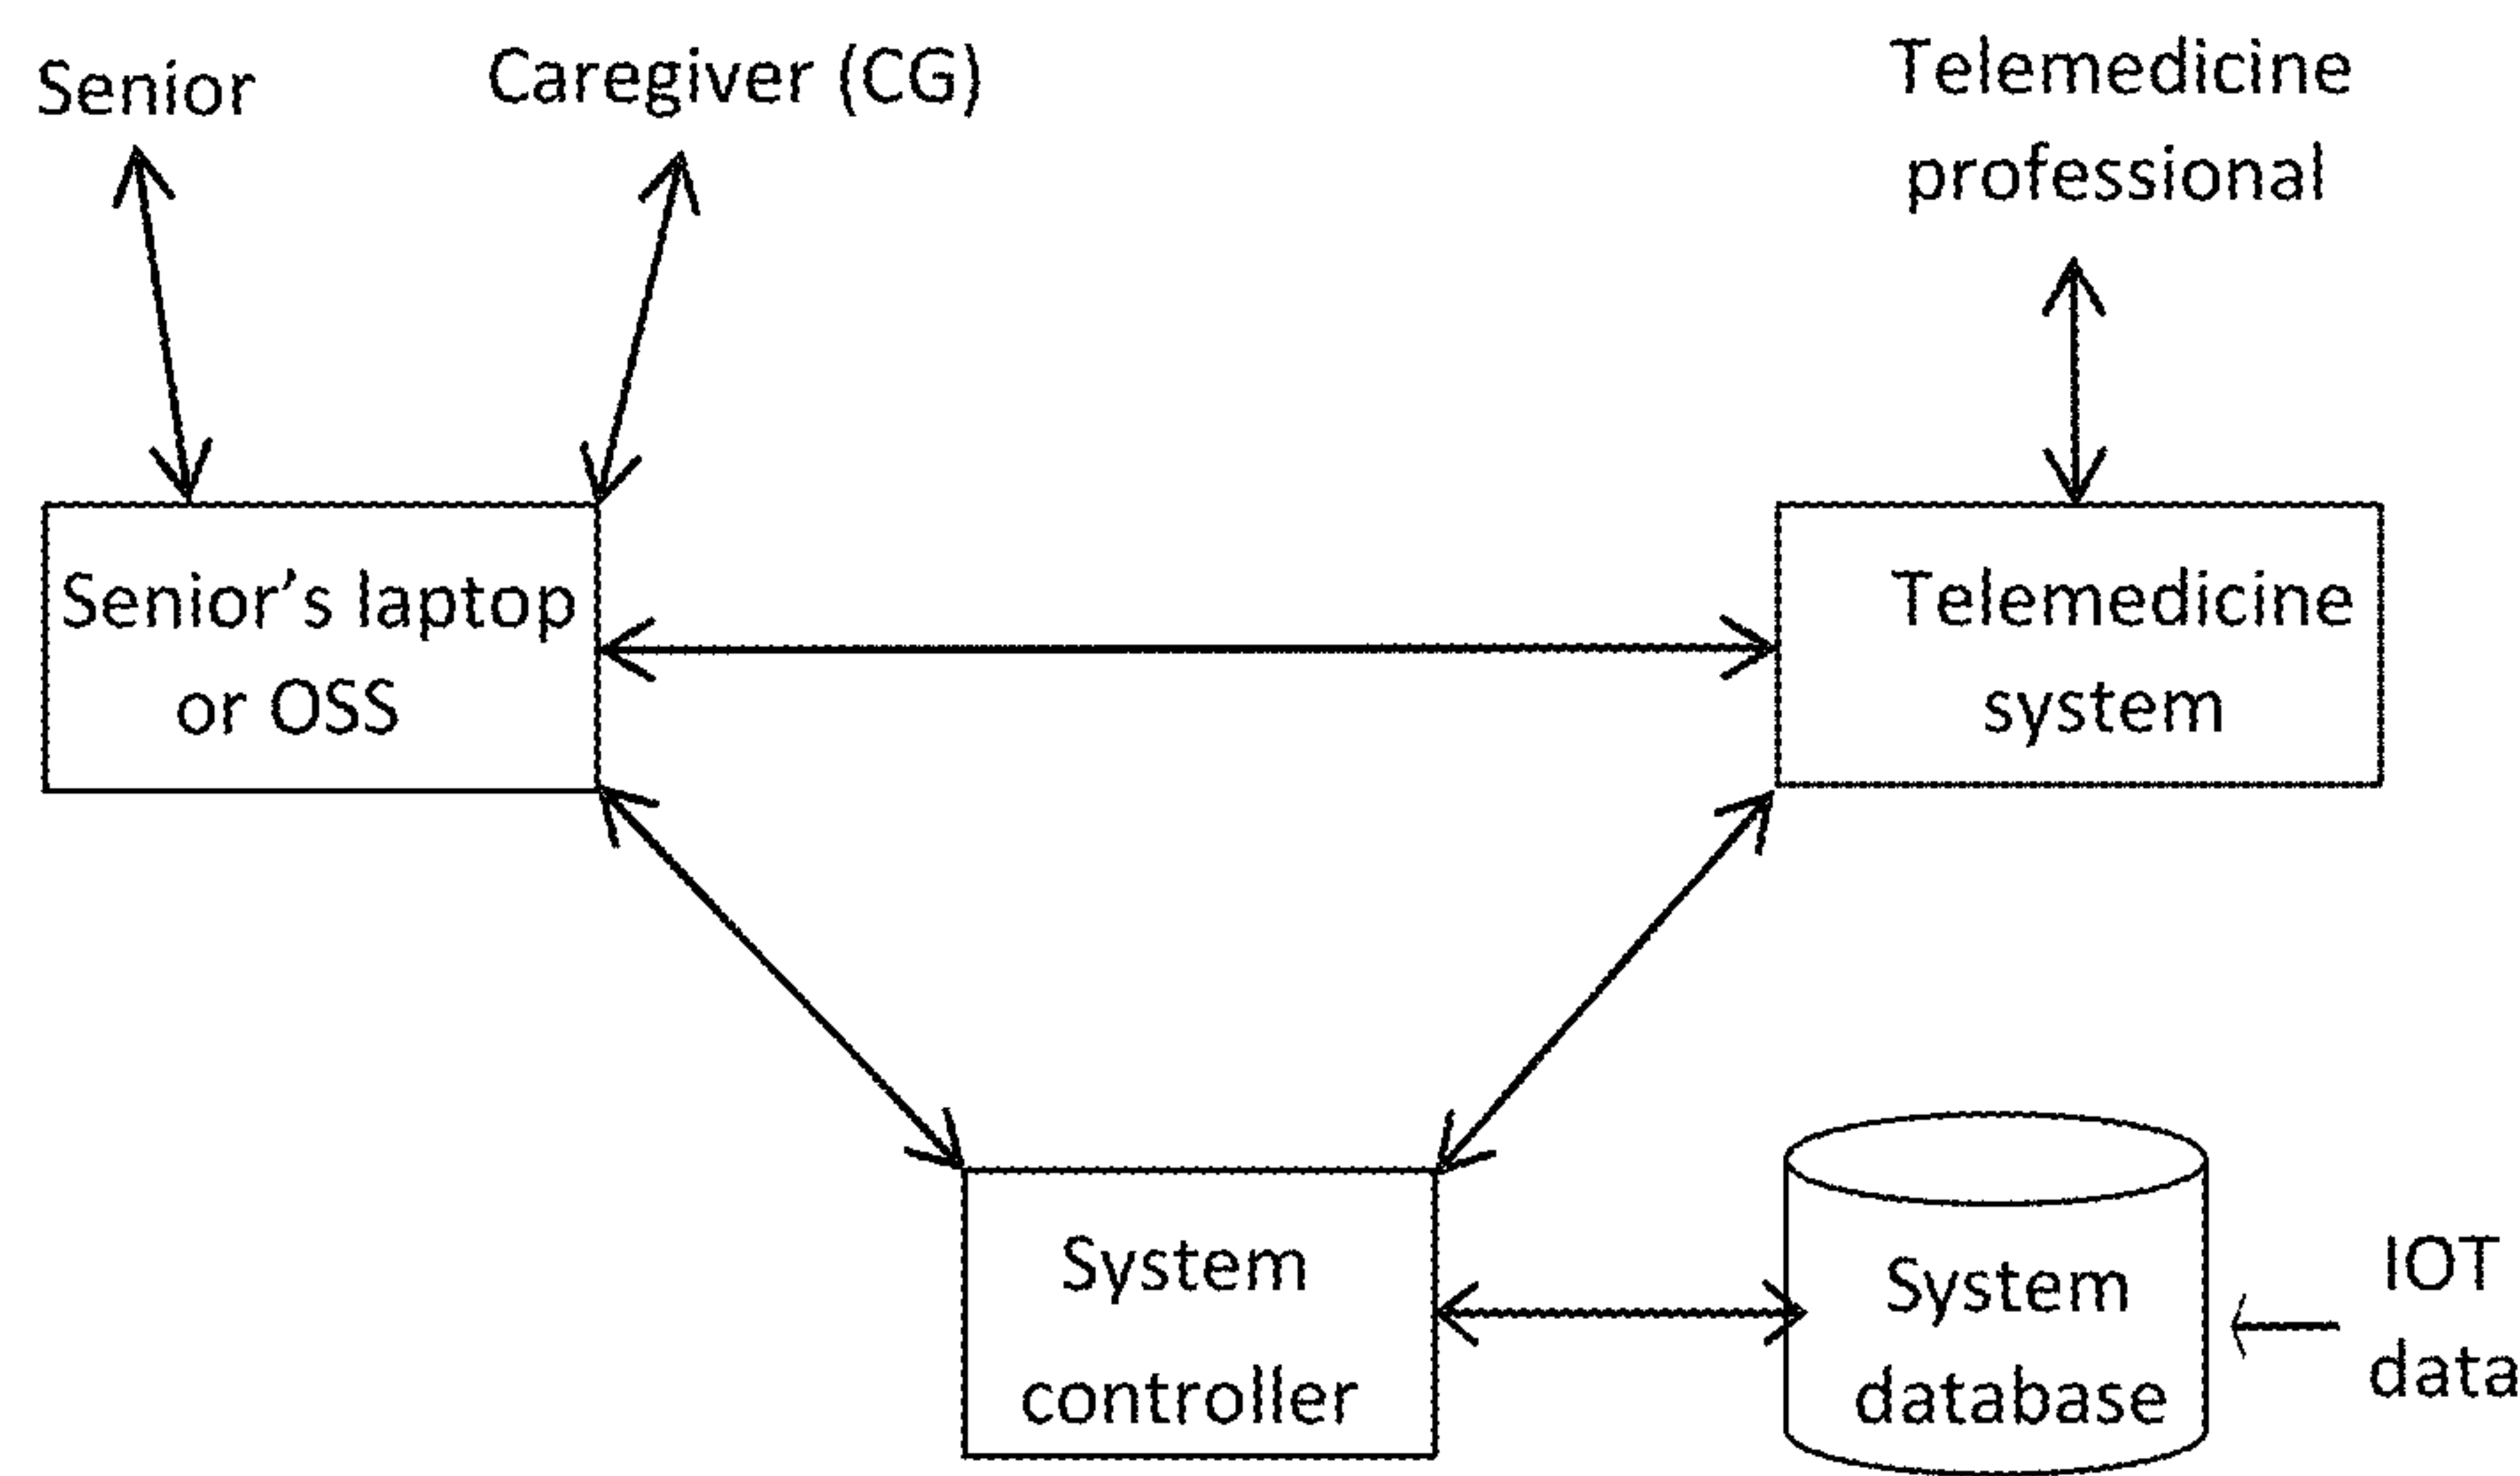 Senior
Caregiver (CG)
Telemedicine
professional
Senior’s laptop
or OSS
Telemedicine
system
System
controller
System
database
IOT
data